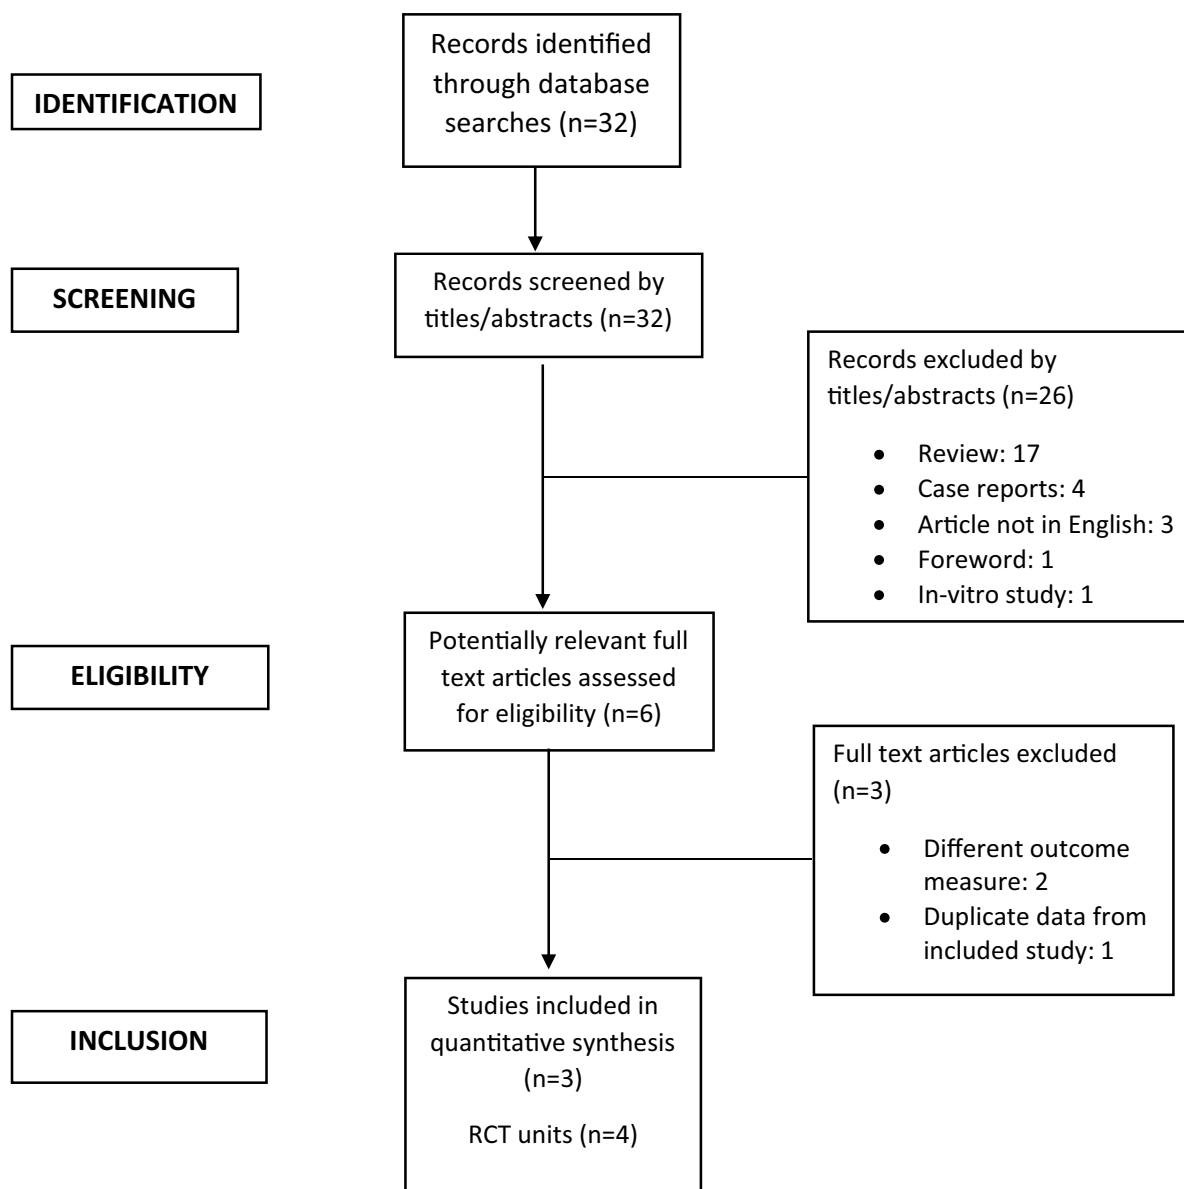 IDENTIFICATION
Records identified
through database
searches (n=32)
SCREENING
Records screened by
titles/abstracts (n=32)
Records excluded by
titles/abstracts (n=26)
• Review: 17
• Case reports: 4
• Article not in English: 3
• Foreword: 1
• In-vitro study: 1
ELIGIBILITY
Potentially relevant full
text articles assessed
for eligibility (n=6)
Full text articles excluded
(n=3)
• Different outcome
measure: 2
• Duplicate data from
included study: 1
INCLUSION
Studies included in
quantitative synthesis
(n=3)
RCT units (n=4)